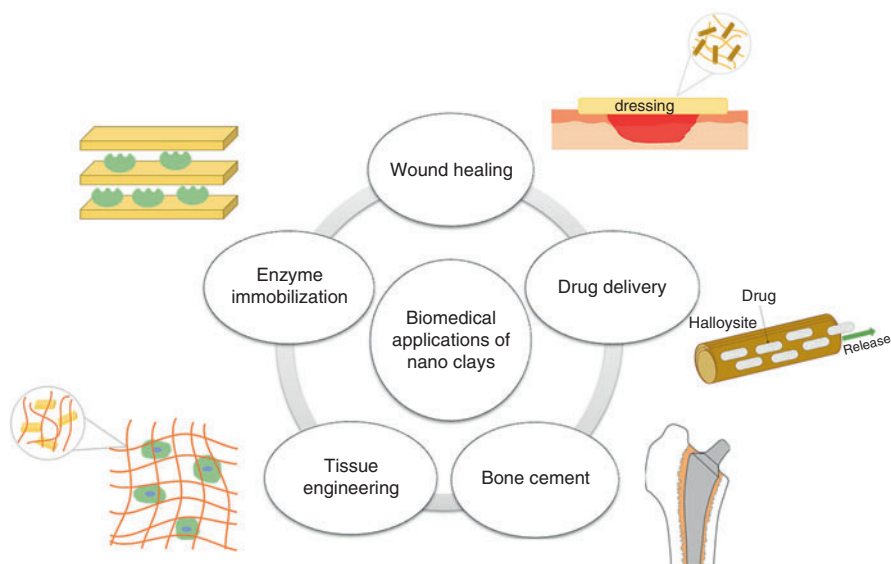 dressing
Wound healing
Enzyme
immobilization
Drug delivery
Biomedical
applications of
nano clays
Drug
Halloysite
Release
Tissue
engineering
Bone cement